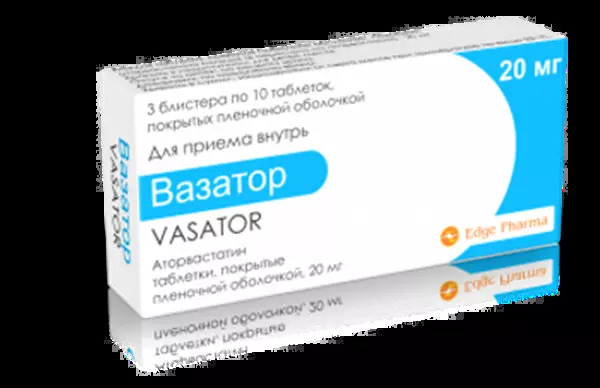 20 мг
3 блистера по 10 таблеток,
покрытых пленочной оболочкой
Для приема внутрь
Вазатор
VASATOR
Аторвастатин
таблетки, покрытые
пленочной оболочкой, 20 мг
Edge Pharma
Вазатор
VASATOR